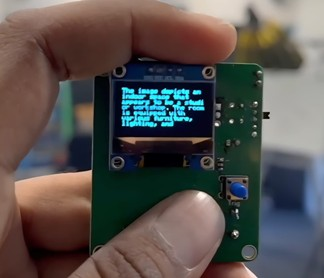 The image depicts an
indoor space that
appears to be a studi
or workshop. The room
is equipped with
various furniture,
lighting, and